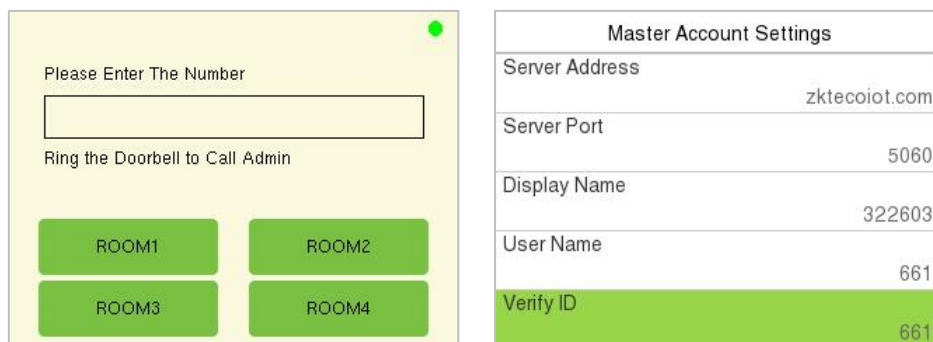 Please Enter The Number
Ring the Doorbell to Call Admin
ROOM1
ROOM2
ROOM3
ROOM4
Master Account Settings
Server Address
zktecoiot.com
Server Port
5060
Display Name
322603
User Name
661
Verify ID
661